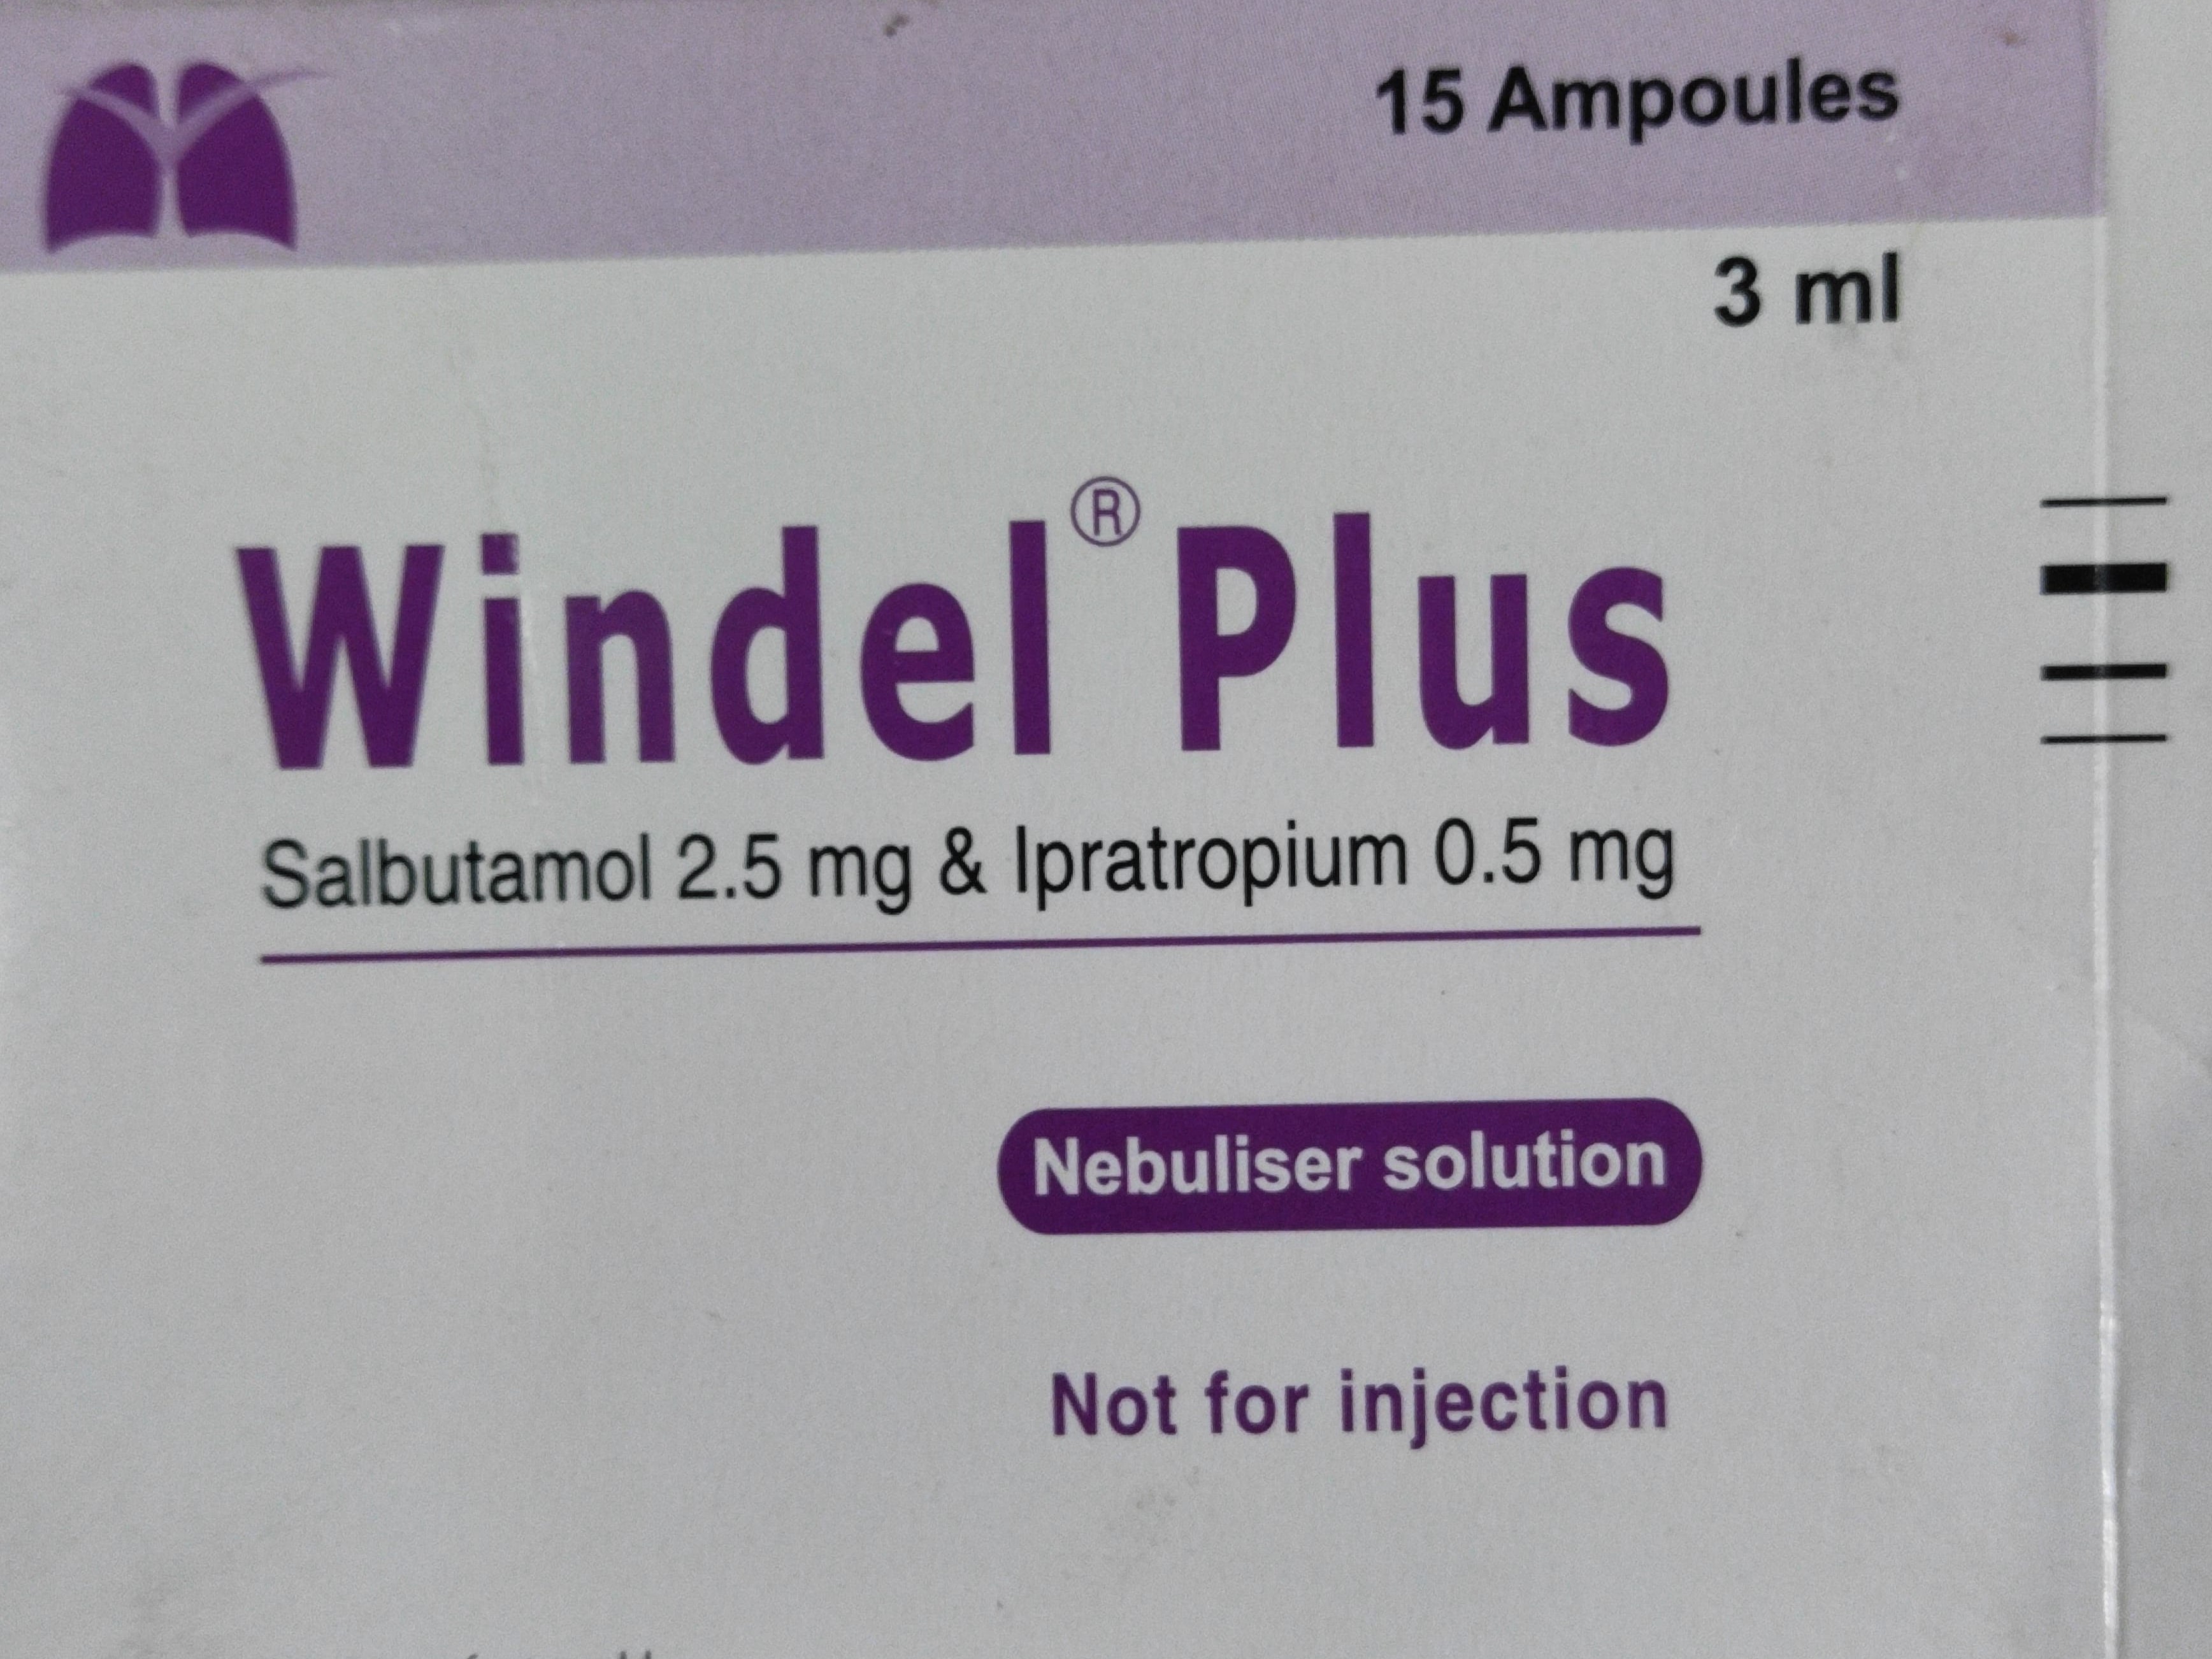 15 Ampoules
3 ml
Windel® Plus
Salbutamol 2.5 mg & Ipratropium 0.5 mg
Nebuliser solution
Not for injection